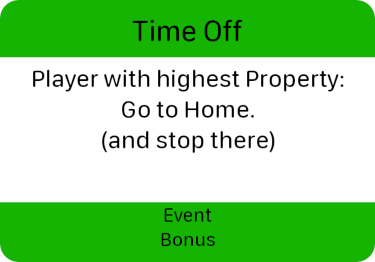 Time Off
Player with highest Property:
Go to Home.
(and stop there)
Event
Bonus